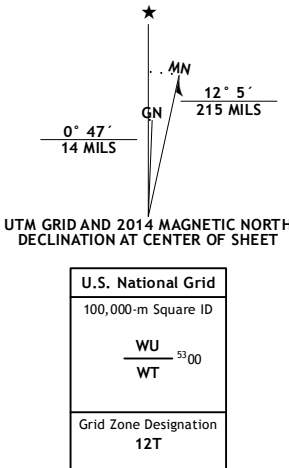 ★
MN
GN
12° 5´
215 MILS
0° 47´
14 MILS
UTM GRID AND 2014 MAGNETIC NORTH
DECLINATION AT CENTER OF SHEET
U.S. National Grid
100,000-m Square ID
WU
5300
WT
Grid Zone Designation
12T